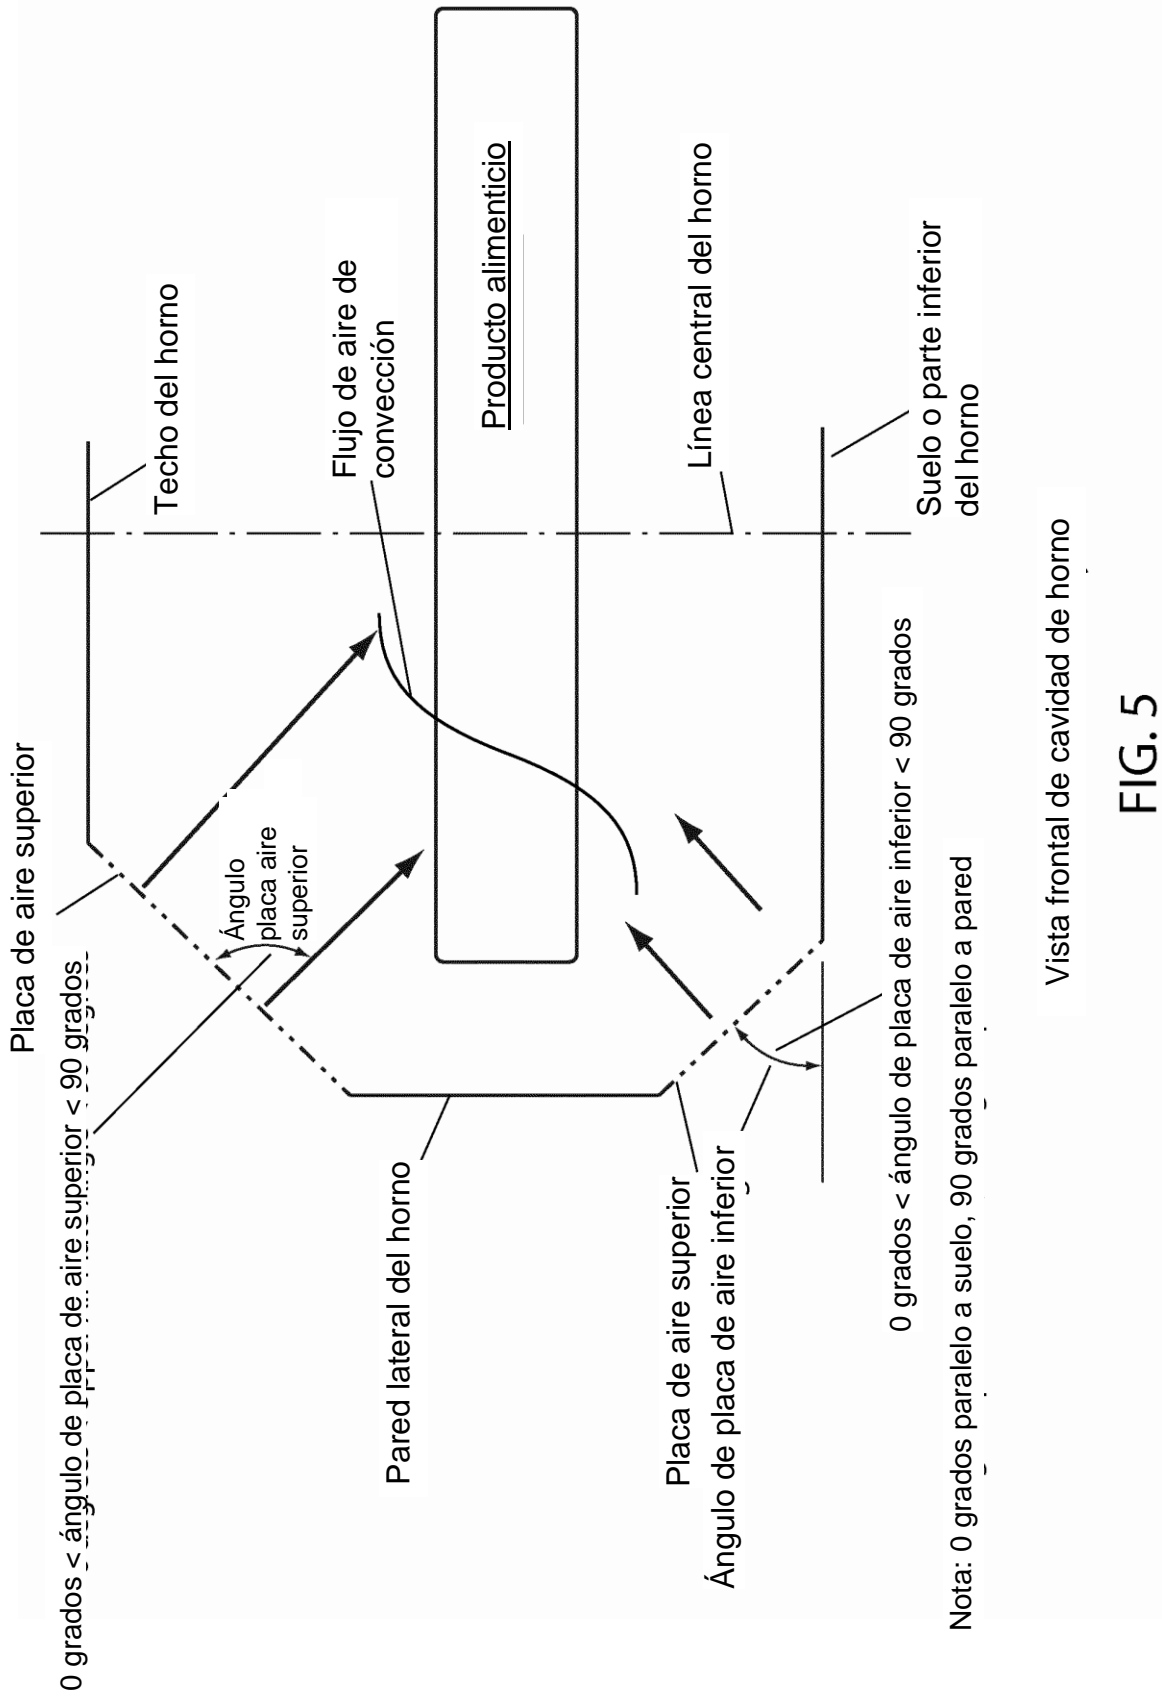 Placa de aire superior
0 grados < ángulo de placa de aire superior < 90 grados
Techo del horno
Ángulo
placa aire
superior
Flujo de aire de
convección
Producto alimenticio
Pared lateral del horno
Línea central del horno
Placa de aire superior
Ángulo de placa de aire inferior
Suelo o parte inferior
del horno
0 grados < ángulo de placa de aire inferior < 90 grados
Nota: 0 grados paralelo a suelo, 90 grados paralelo a pared
Vista frontal de cavidad de horno
FIG. 5